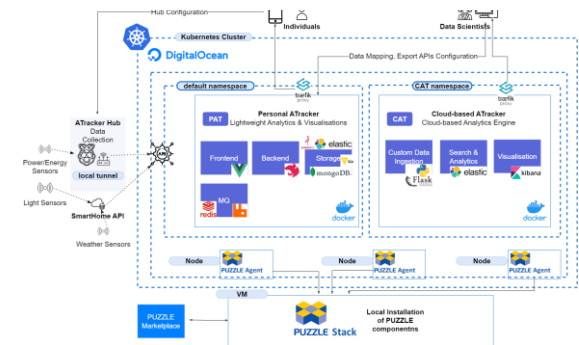 Hub Configuration
Individuals
Data Scientists
Kubernetes Cluster
DigitalOcean
Data Mapping, Export APIs Configuration
default namespace
træfik
proxy
CAT namespace
træfik
proxy
ATracker Hub
Data
Collection
local tunnel
Power/Energy
Sensors
Light Sensors
SmartHome API
Weather Sensors
API
PAT
Personal ATracker
Lightweight Analytics & Visualisations
Frontend
Backend
Storage
elastic
mongoDB
MQ
redis
docker
CAT
Cloud-based ATracker
Cloud-based Analytics Engine
Custom Data
Ingestion
Flask
Search &
Analytics
elastic
Visualisation
kibana
docker
Node
PUZZLE Agent
Node
PUZZLE Agent
Node
PUZZLE Agent
VM
PUZZLE
Marketplace
PUZZLE Stack
Local Installation
of PUZZLE
componentns